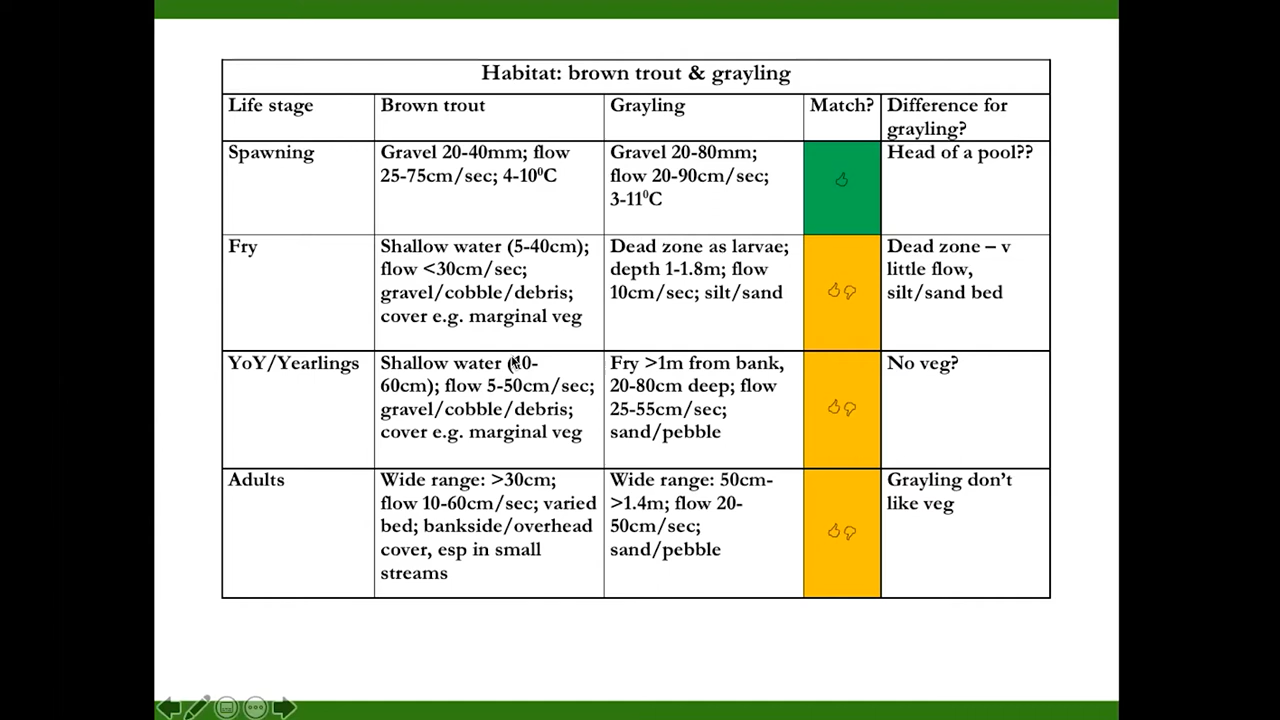 Habitat: brown trout & grayling
Life stage
Brown trout
Grayling
Match?
Difference for
grayling?
Spawning
Gravel 20-40mm; flow
25-75cm/sec; 4-10⁰C
Gravel 20-80mm;
flow 20-90cm/sec;
3-11⁰C
Head of a pool??
Fry
Shallow water (5-40cm);
flow <30cm/sec;
gravel/cobble/debris;
cover e.g. marginal veg
Dead zone as larvae;
depth 1-1.8m; flow
10cm/sec; silt/sand
Dead zone – v
little flow,
silt/sand bed
YoY/Yearlings
Shallow water
60cm); flow 5-50cm/sec;
gravel/cobble/debris;
cover e.g. marginal veg
Fry >1m from bank,
20-80cm deep; flow
25-55cm/sec;
sand/pebble
No veg?
Adults
Wide range: >30cm;
flow 10-60cm/sec; varied
bed; bankside/overhead
cover, esp in small
streams
Wide range: 50cm-
>1.4m; flow 20-
50cm/sec;
sand/pebble
Grayling don't
like veg